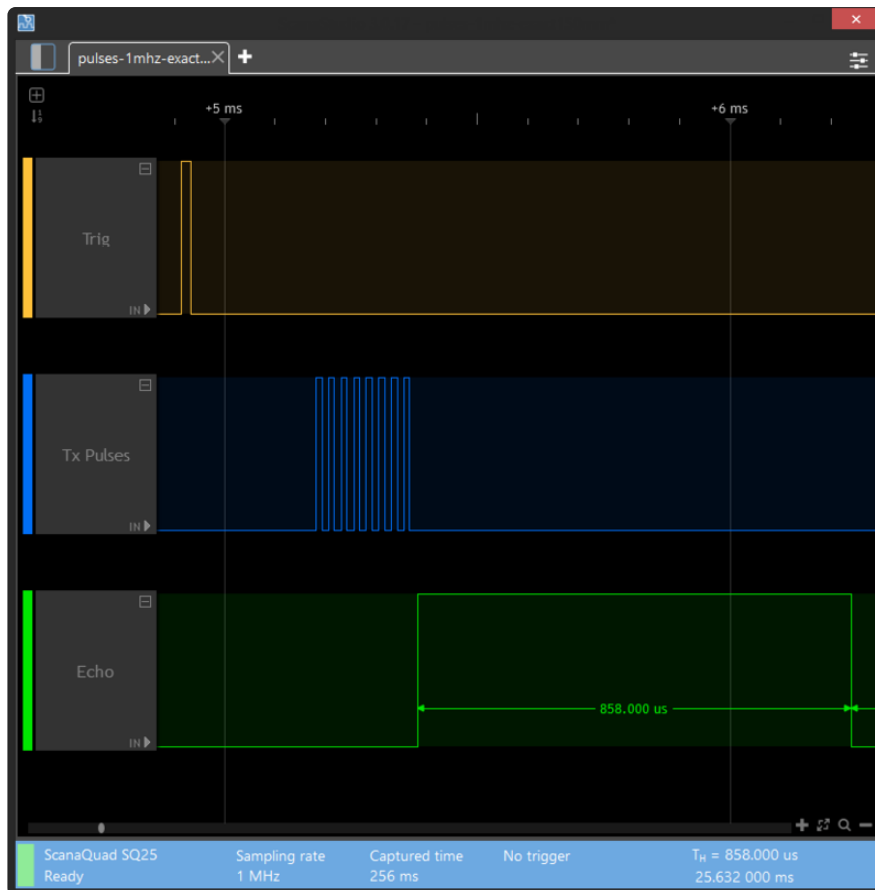 pulses-1mhz-exact...
+5 ms +6 ms
Trig
IN
Tx Pulses
IN
Echo
858.000 us
IN
ScanaQuad SQ25 Sampling rate Captured time No trigger T_H = 858.000 us
Ready 1 MHz 256 ms 25.632 000 ms